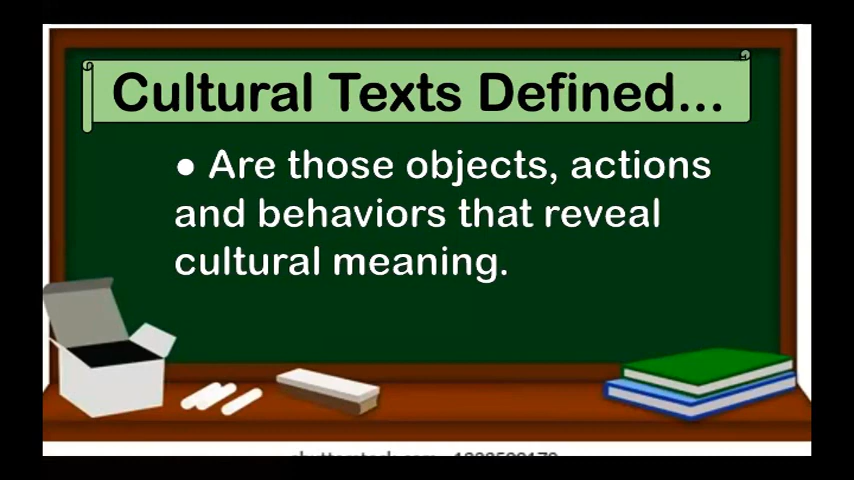 Cultural Texts Defined...
● Are those objects, actions
and behaviors that reveal
cultural meaning.